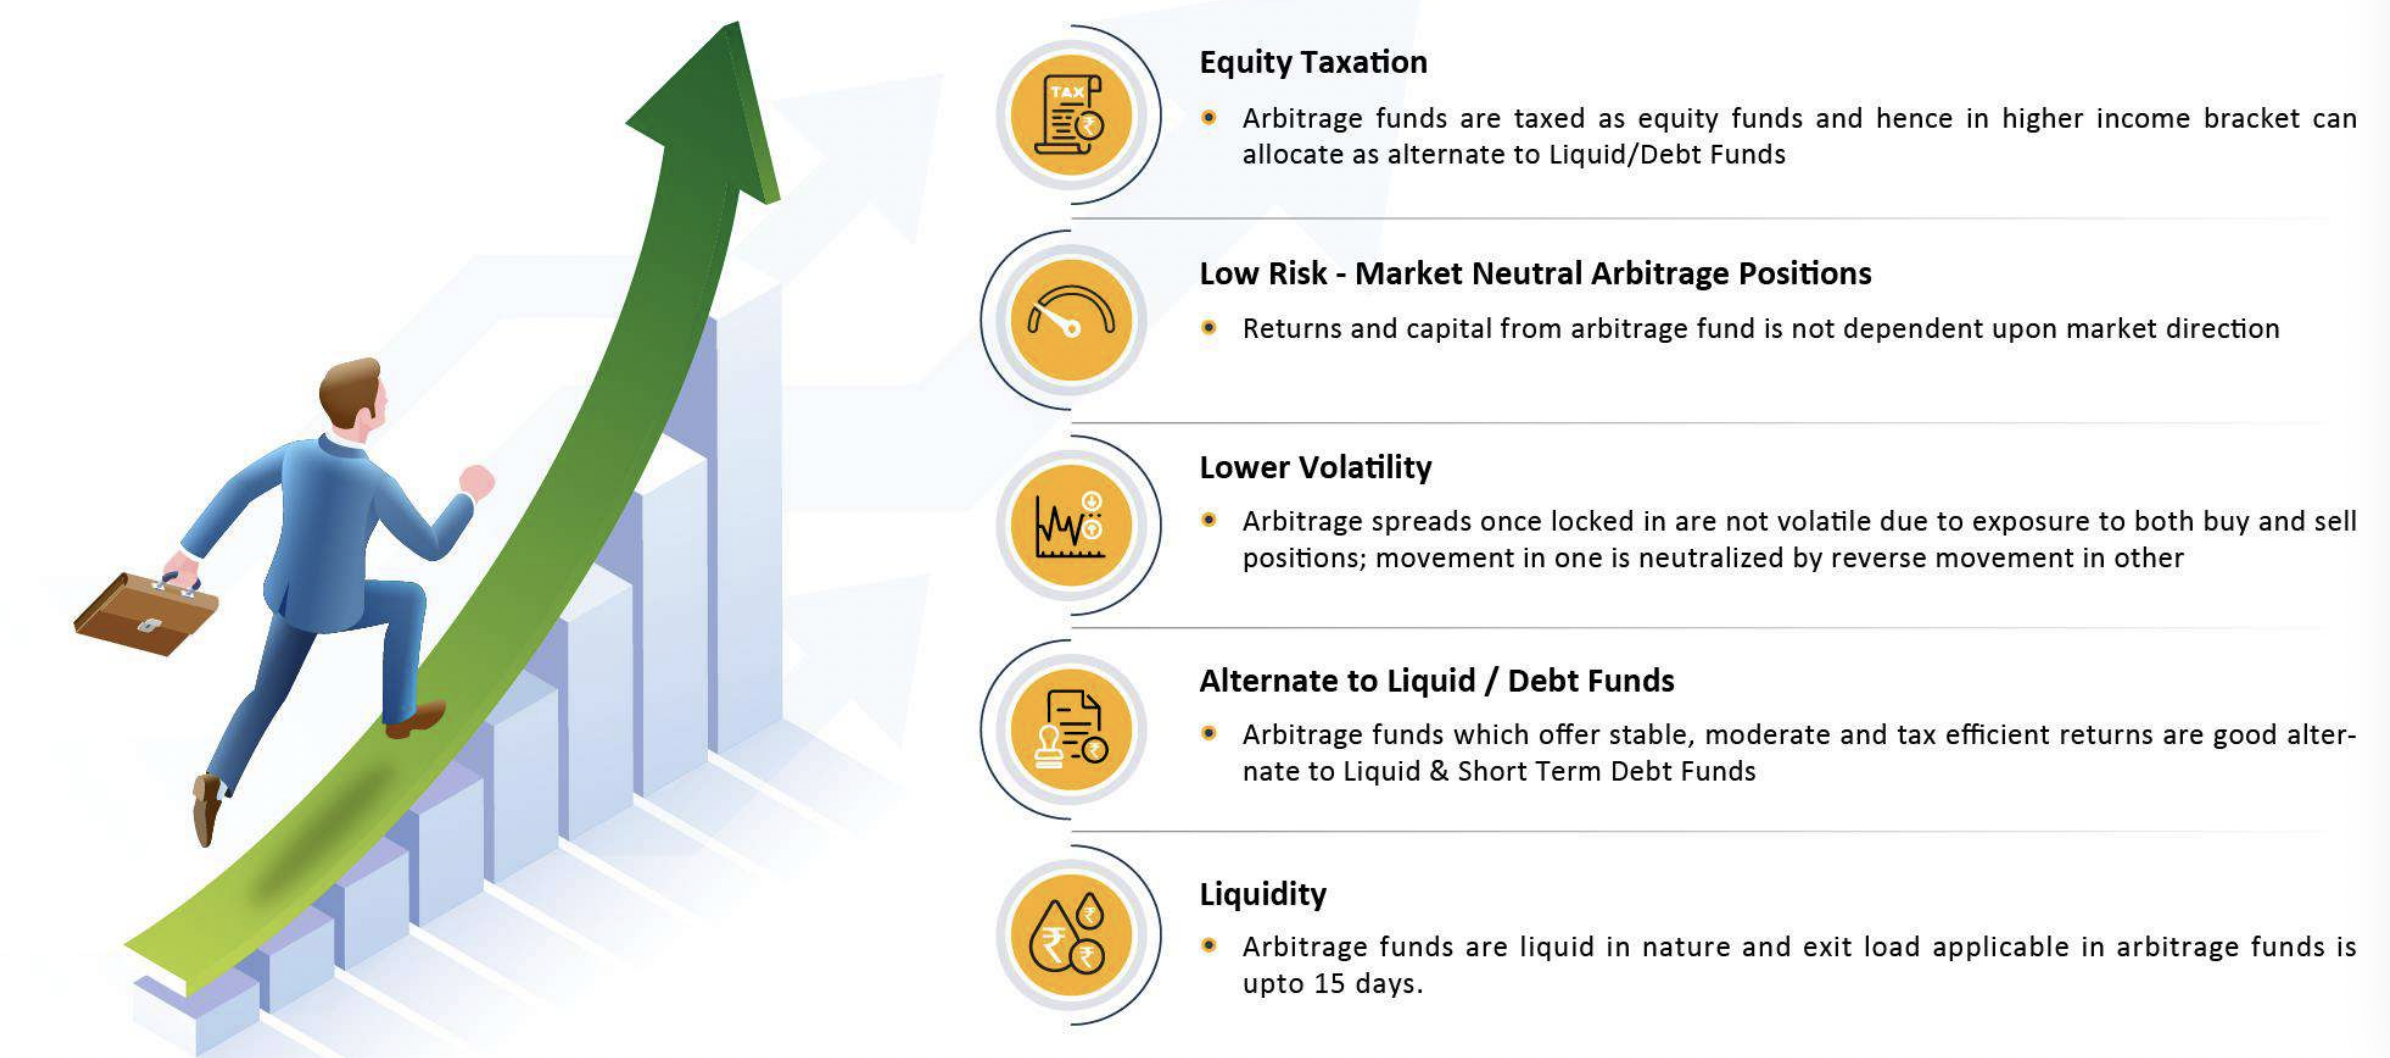 TAX
₹
Equity Taxation
Arbitrage funds are taxed as equity funds and hence in higher income bracket can
allocate as alternate to Liquid/Debt Funds
Low Risk - Market Neutral Arbitrage Positions
Returns and capital from arbitrage fund is not dependent upon market direction
Lower Volatility
Arbitrage spreads once locked in are not volatile due to exposure to both buy and sell
positions; movement in one is neutralized by reverse movement in other
₹
Alternate to Liquid / Debt Funds
Arbitrage funds which offer stable, moderate and tax efficient returns are good alter-
nate to Liquid & Short Term Debt Funds
₹
₹
₹
Liquidity
Arbitrage funds are liquid in nature and exit load applicable in arbitrage funds is
upto 15 days.